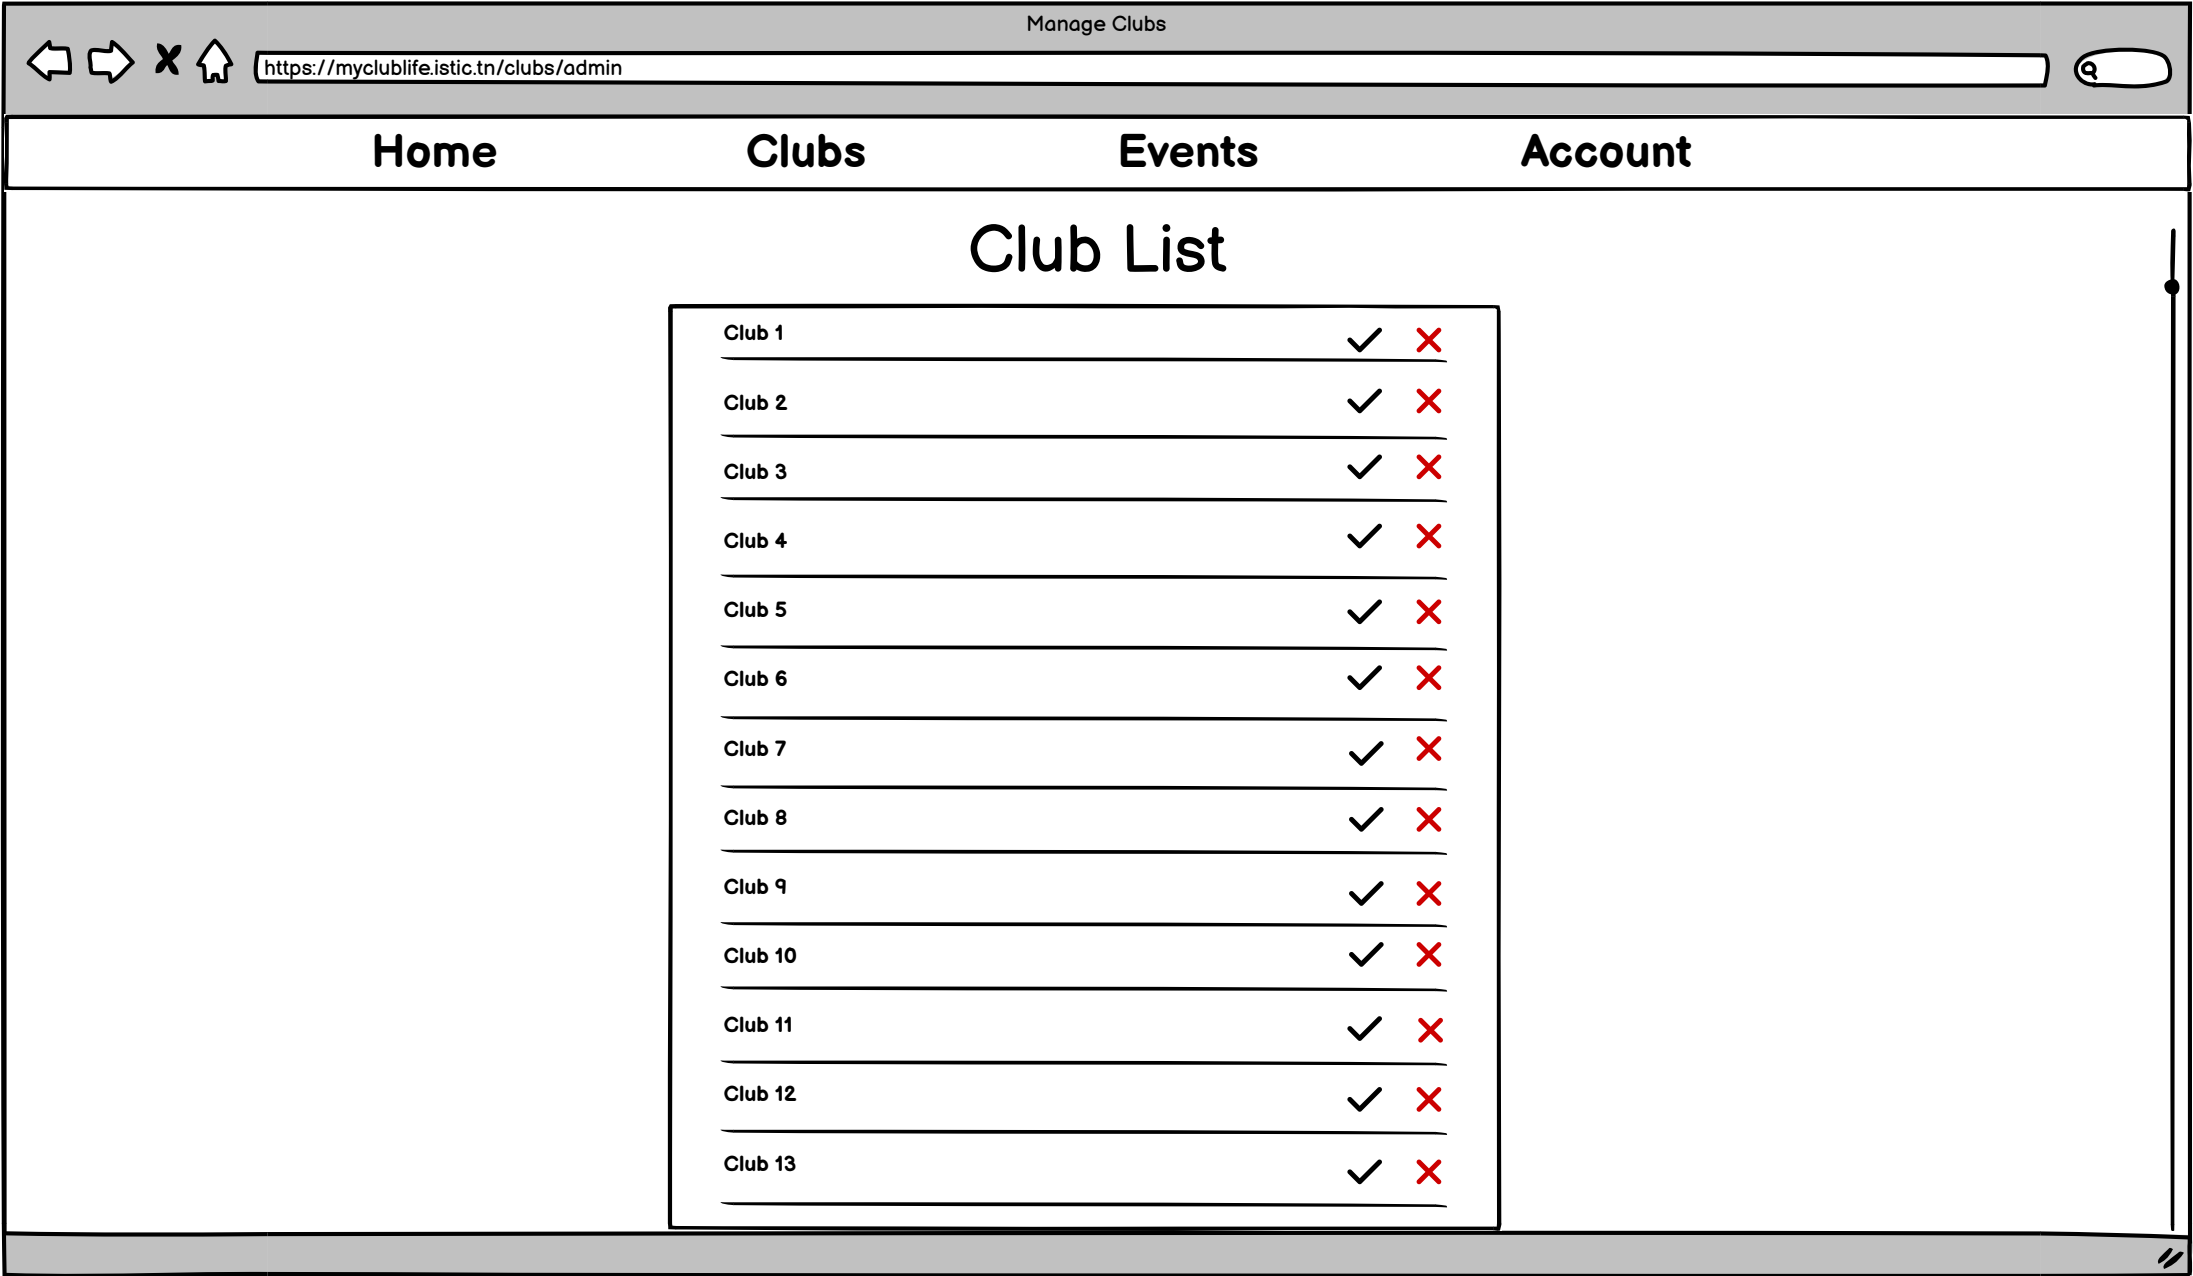 Manage Clubs
https://myclublife.istic.tn/clubs/admin
Home Clubs Events Account
Club List
Club 1
Club 2
Club 3
Club 4
Club 5
Club 6
Club 7
Club 8
Club 9
Club 10
Club 11
Club 12
Club 13